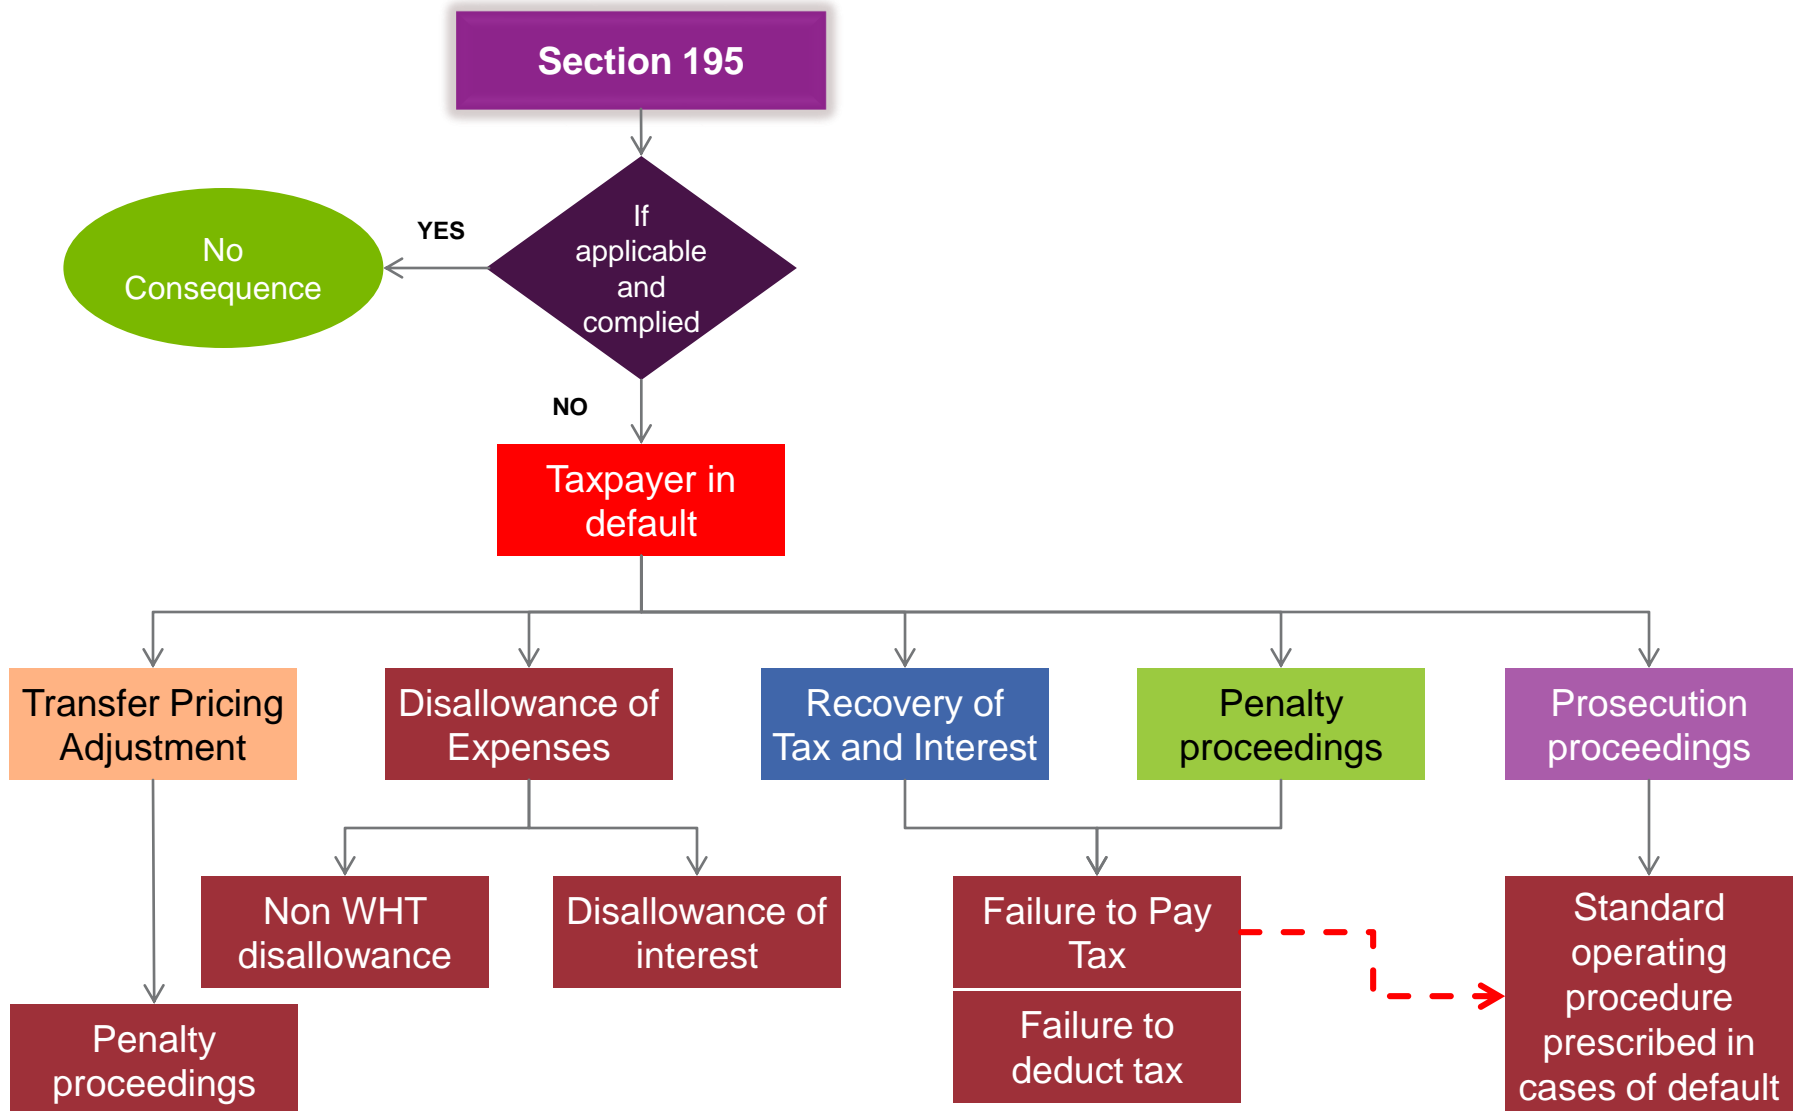 Section 195
If
applicable
and
complied
YES
No
Consequence
NO
Taxpayer in
default
Transfer Pricing
Adjustment
Disallowance of
Expenses
Recovery of
Tax and Interest
Penalty
proceedings
Prosecution
proceedings
Non WHT
disallowance
Disallowance of
interest
Failure to Pay
Tax
Failure to
deduct tax
Standard
operating
procedure
prescribed in
cases of default
Penalty
proceedings